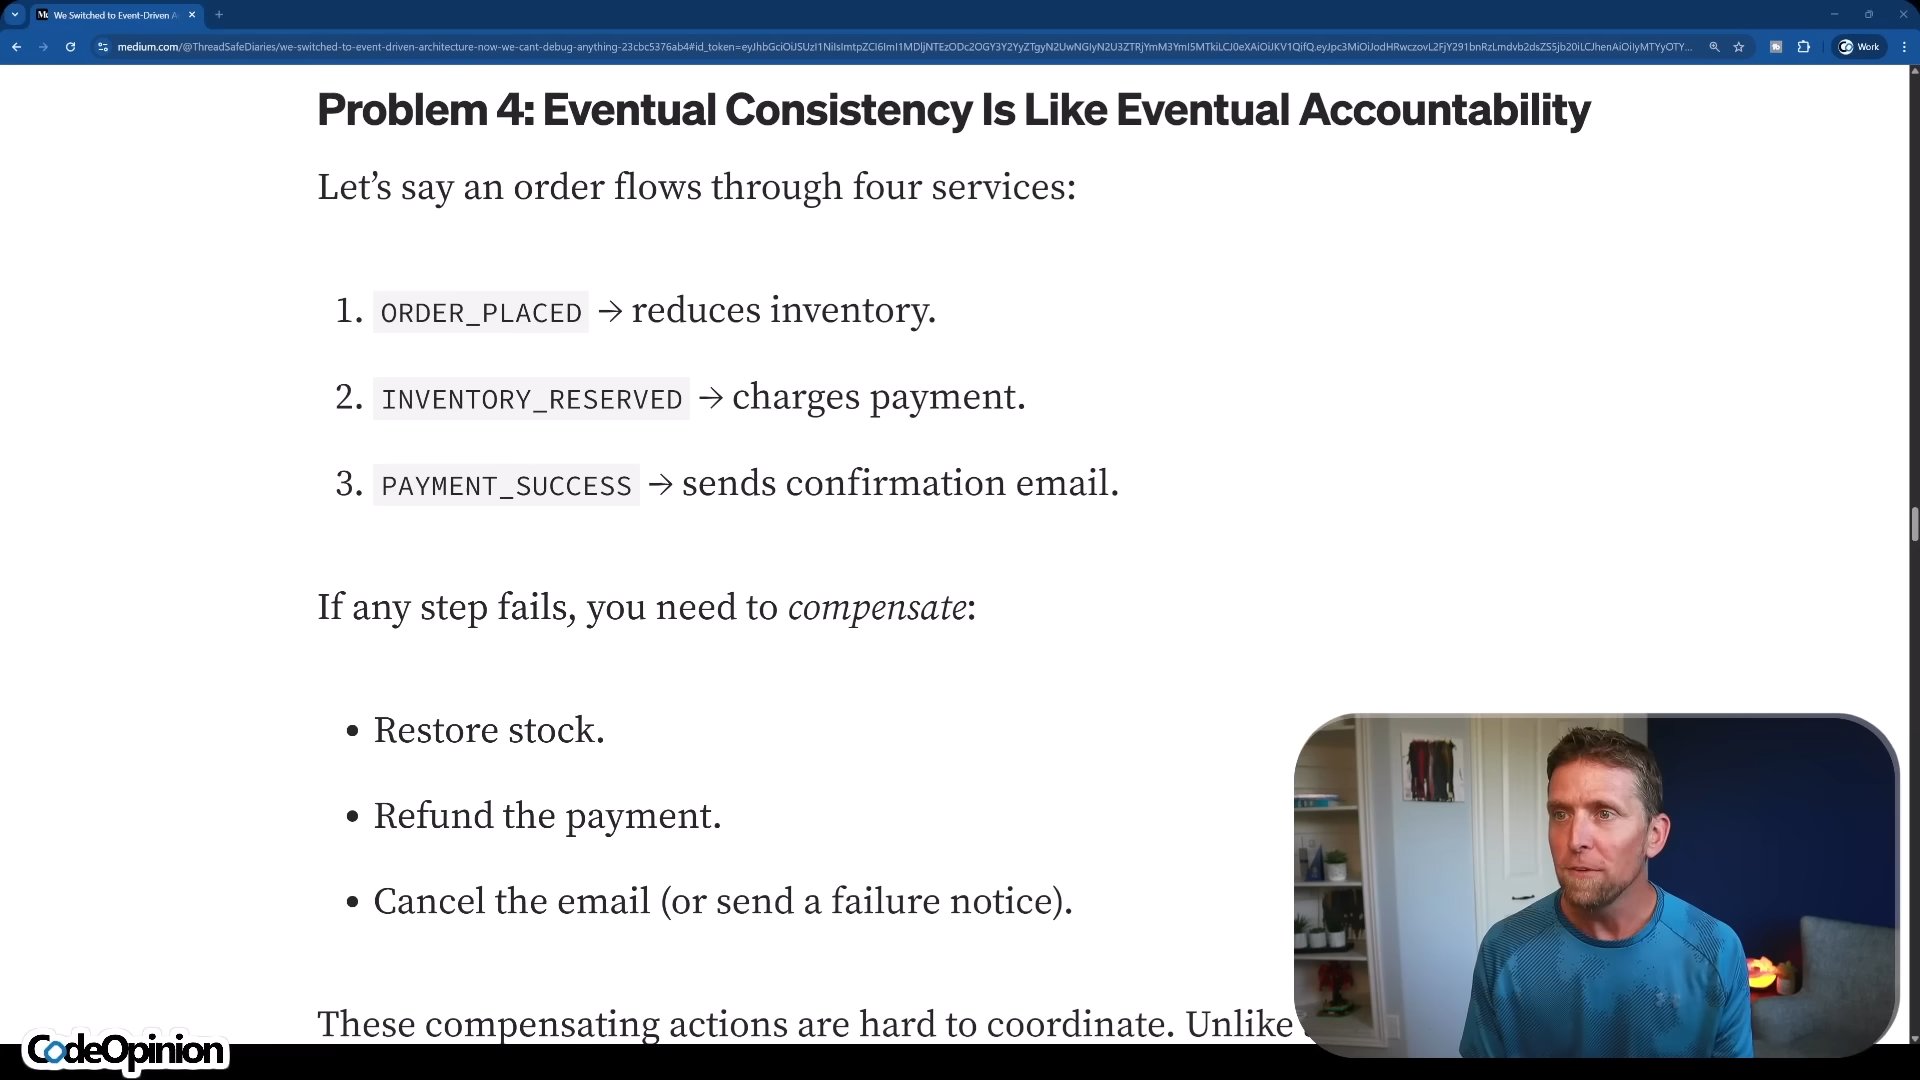 We Switched to Event-Driven A
medium.com/@ThreadSafeDiaries/we-switched-to-event-driven-architecture-now-we-cant-debug-anything-23cbc5376ab4#id_token=
Work
Problem 4: Eventual Consistency Is Like Eventual Accountability
Let’s say an order flows through four services:
1. ORDER_PLACED → reduces inventory.
2. INVENTORY_RESERVED → charges payment.
3. PAYMENT_SUCCESS → sends confirmation email.
If any step fails, you need to compensate:
• Restore stock.
• Refund the payment.
• Cancel the email (or send a failure notice).
These compensating actions are hard to coordinate. Unlike
CodeOpinion